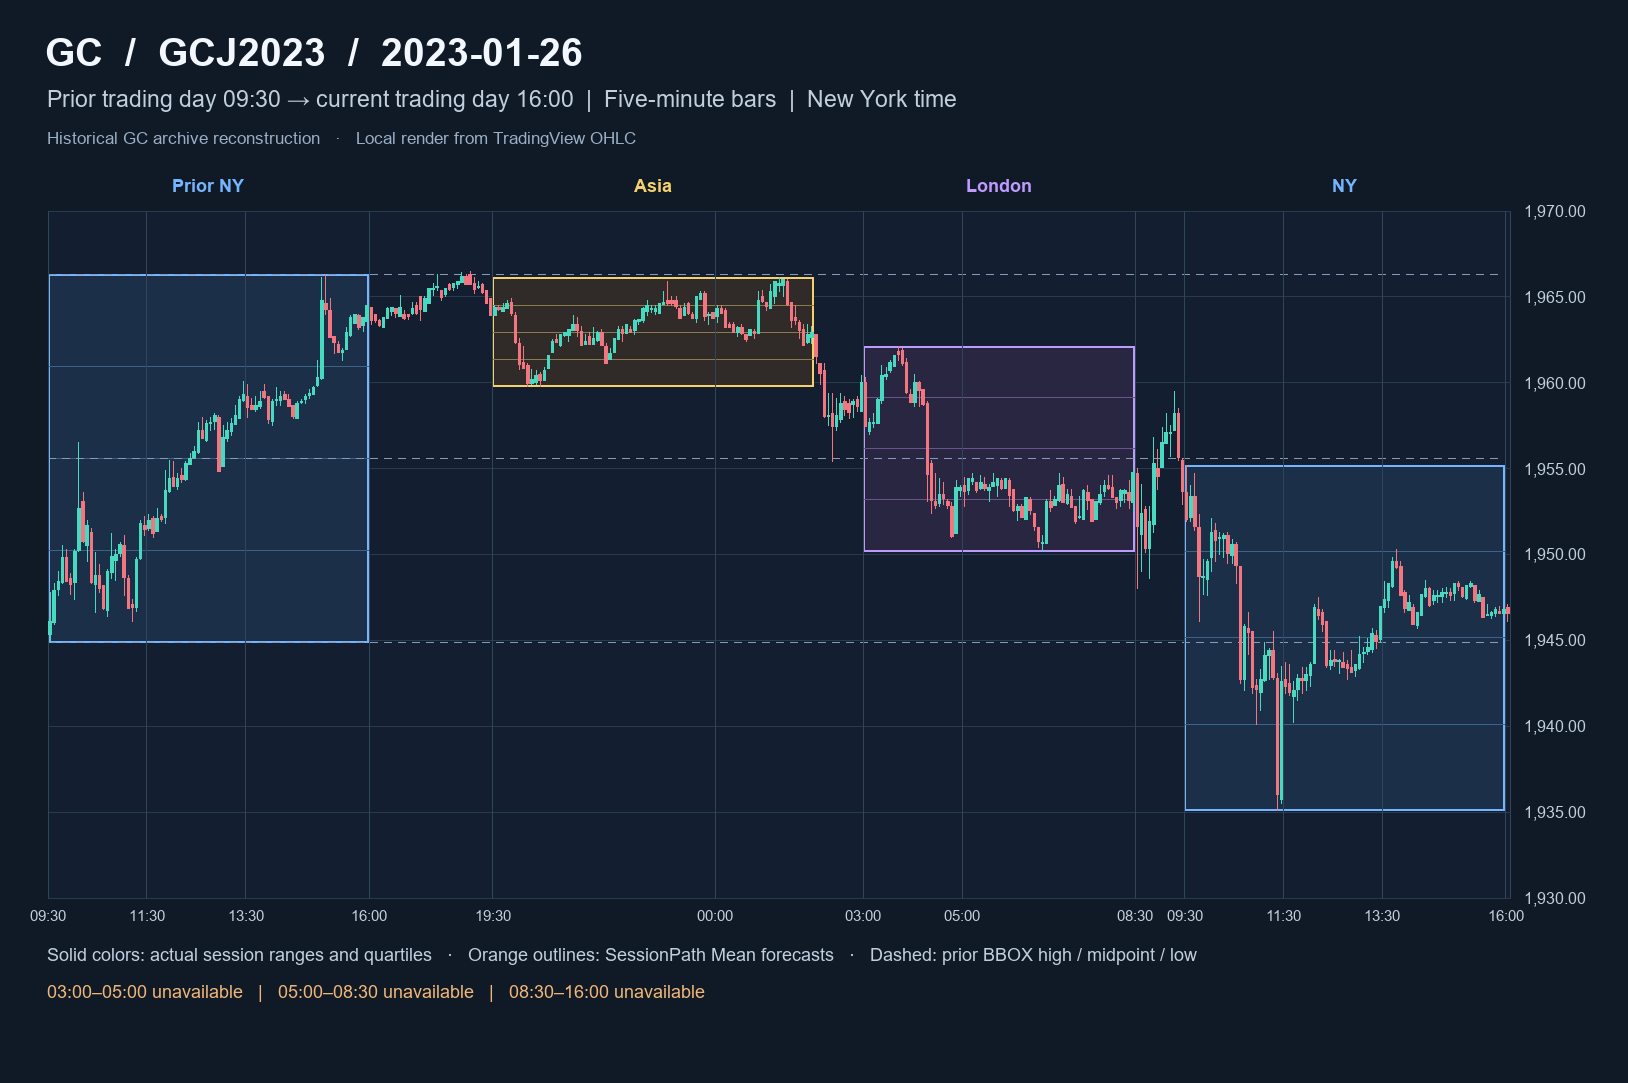 GC / GCJ2023 / 2023-01-26
Prior trading day 09:30 → current trading day 16:00 | Five-minute bars | New York time
Historical GC archive reconstruction · Local render from TradingView OHLC
Prior NY Asia London NY
1,970.00
1,965.00
1,960.00
1,955.00
1,950.00
1,945.00
1,940.00
1,935.00
1,930.00
09:30 11:30 13:30 16:00 19:30 00:00 03:00 05:00 08:30 09:30 11:30 13:30 16:00
Solid colors: actual session ranges and quartiles · Orange outlines: SessionPath Mean forecasts · Dashed: prior BBOX high / midpoint / low
03:00–05:00 unavailable | 05:00–08:30 unavailable | 08:30–16:00 unavailable